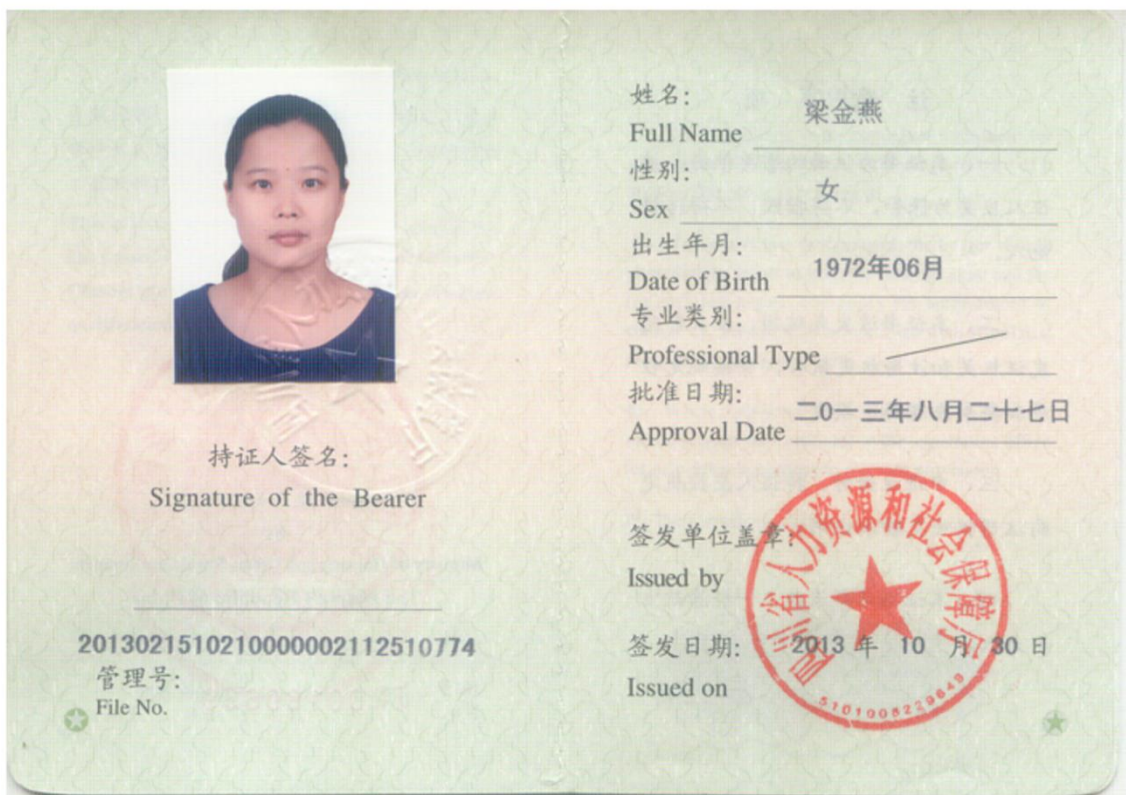 持证人签名:
Signature of the Bearer
2013021510210000002112510774
管理号:
File No.
姓名:
梁金燕
Full Name
性别:
女
Sex
出生年月:
1972年06月
Date of Birth
专业类别:
Professional Type
批准日期:
二0一三年八月二十七日
Approval Date
签发单位盖章:
Issued by
四川省人力资源和社会保障厅
签发日期: 2013 年 10 月 30 日
Issued on